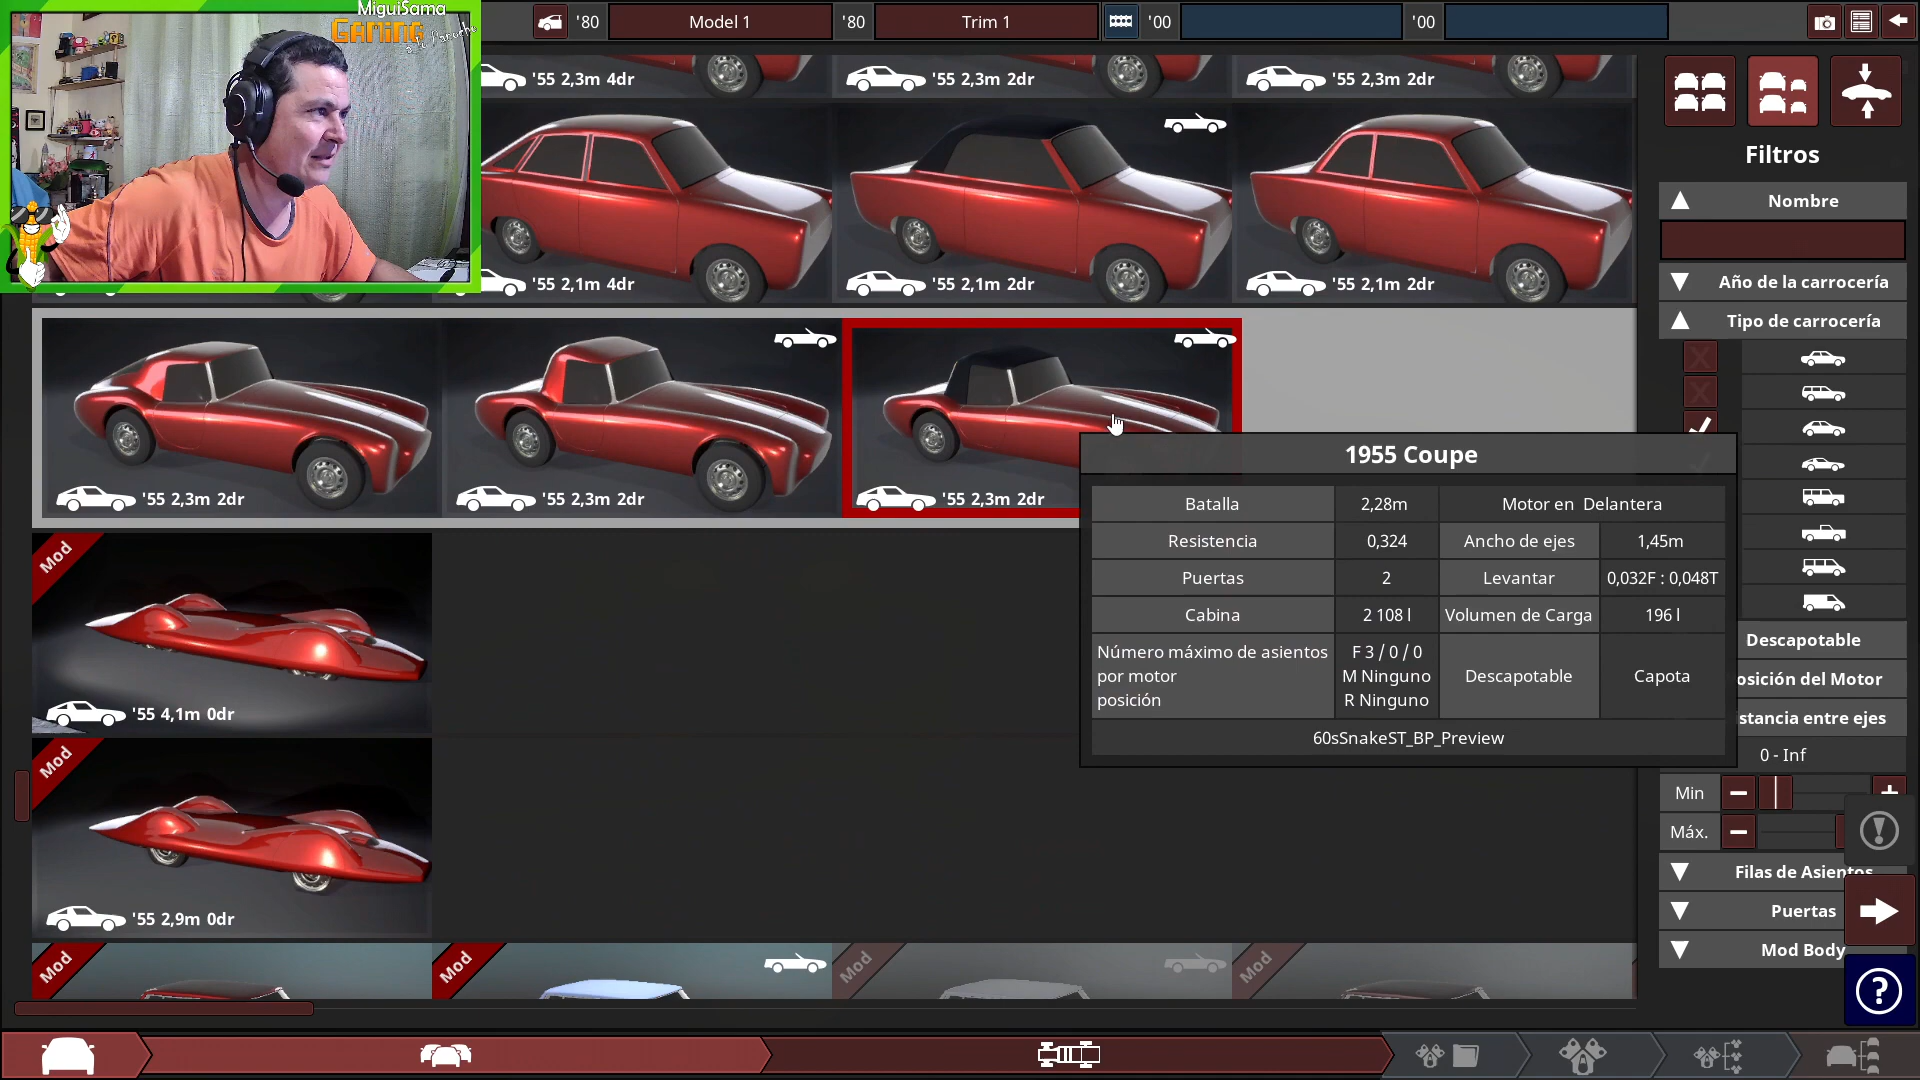 MiguiSama
GAMING
a lo Panocho
'80
Model 1
'80
Trim 1
'00
'00
'55 2,3m 4dr
'55 2,3m 2dr
'55 2,3m 2dr
'55 2,1m 4dr
'55 2,1m 2dr
'55 2,1m 2dr
'55 2,3m 2dr
'55 2,3m 2dr
'55 2,3m 2dr
Mod
'55 4,1m 0dr
Mod
'55 2,9m 0dr
Mod
Mod
Mod
Mod
1955 Coupe
Batalla
2,28m
Motor en Delantera
Resistencia
0,324
Ancho de ejes
1,45m
Puertas
2
Levantar
0,032F : 0,048T
Cabina
2 108 l
Volumen de Carga
196 l
Número máximo de asientos
por motor
posición
F 3 / 0 / 0
M Ninguno
R Ninguno
Descapotable
Capota
60sSnakeST_BP_Preview
Filtros
Nombre
Año de la carrocería
Tipo de carrocería
Descapotable
osición del Motor
stancia entre ejes
0 - Inf
Min
Máx.
Filas de Asientos
Puertas
Mod Body